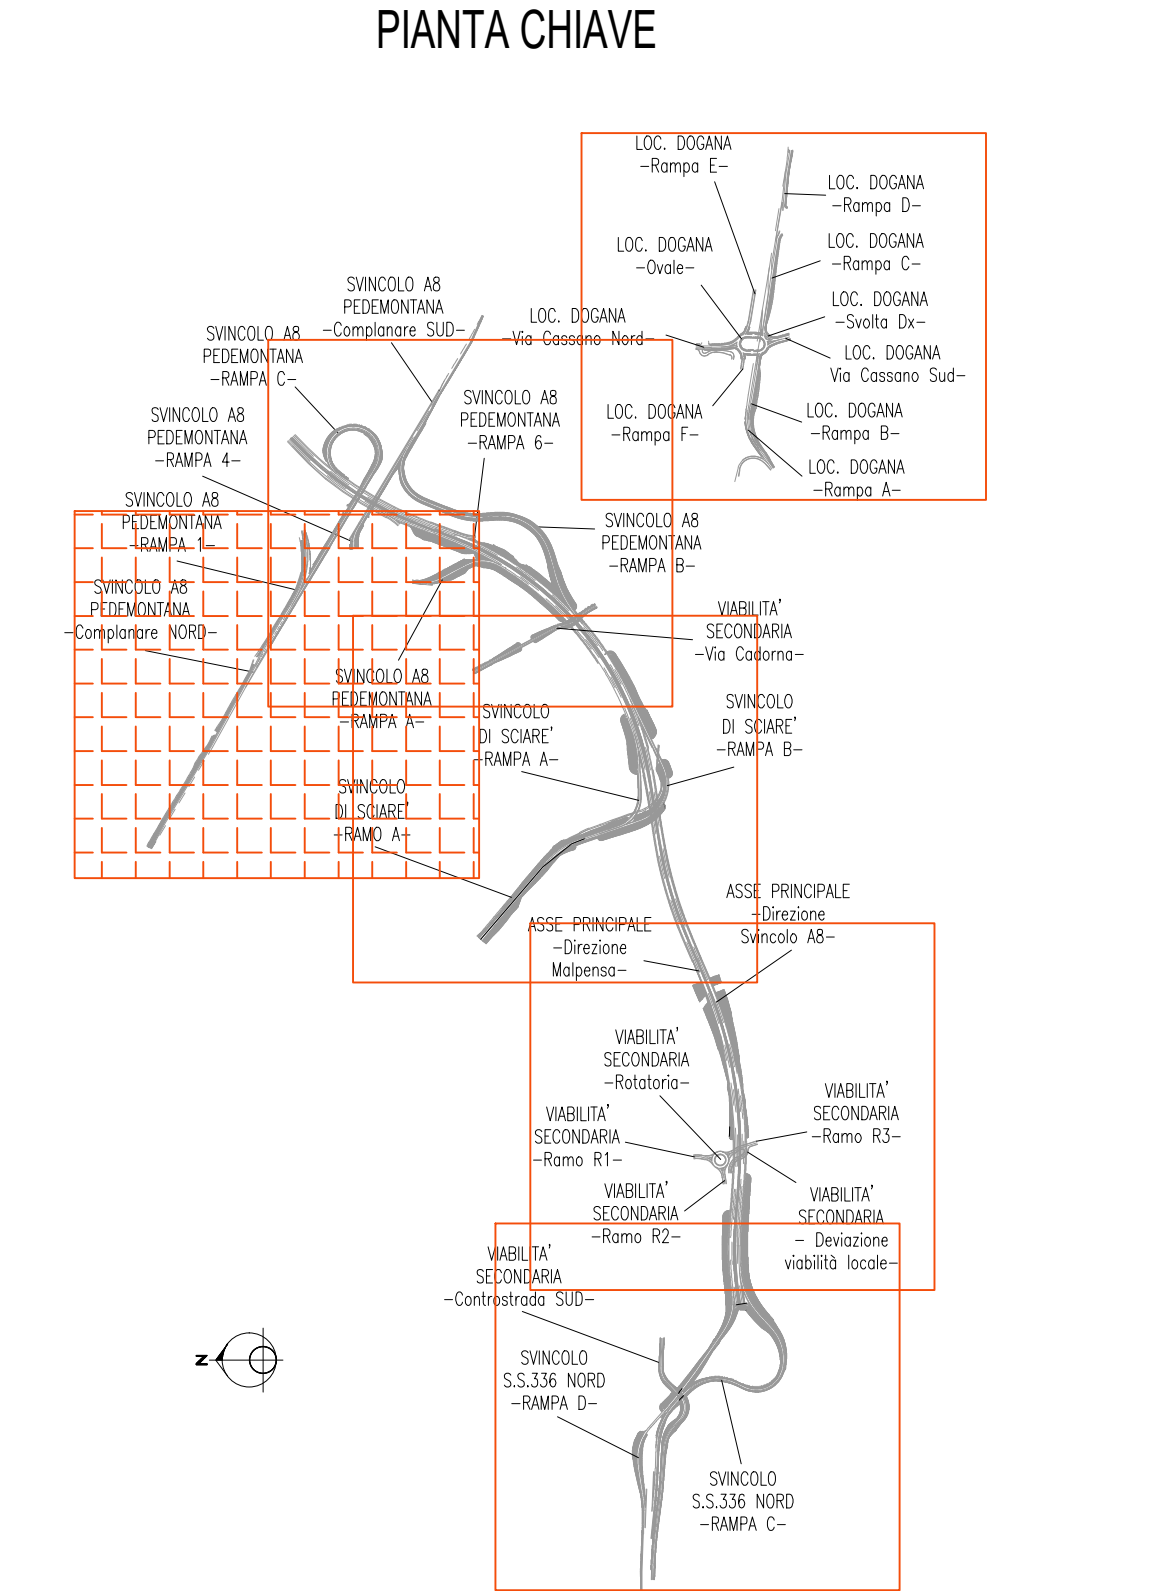 PIANTA CHIAVE
LOC. DOGANA
-Rampa E-
LOC. DOGANA
-Rampa D-
LOC. DOGANA
-Ovale-
LOC. DOGANA
-Rampa C-
SVINCOLO A8
PEDEMONTANA
-Complanare SUD-
LOC. DOGANA
-Via Cassano Nord-
LOC. DOGANA
-Svolta Dx-
SVINCOLO A8
PEDEMONTANA
-RAMPA C-
LOC. DOGANA
Via Cassano Sud-
SVINCOLO A8
PEDEMONTANA
-RAMPA 6-
LOC. DOGANA
-Rampa F-
LOC. DOGANA
-Rampa B-
SVINCOLO A8
PEDEMONTANA
-RAMPA 4-
LOC. DOGANA
-Rampa A-
SVINCOLO A8
PEDEMONTANA
-RAMPA 1-
SVINCOLO A8
PEDEMONTANA
-RAMPA B-
SVINCOLO A8
PEDEMONTANA
-Complanare NORD-
VIABILITA'
SECONDARIA
-Via Cadorna-
SVINCOLO A8
PEDEMONTANA
-RAMPA A-
SVINCOLO
DI SCIARE'
-RAMPA A-
SVINCOLO
DI SCIARE'
-RAMPA B-
SVINCOLO
DI SCIARE'
-RAMO A-
ASSE PRINCIPALE
-Direzione
Svincolo A8-
ASSE PRINCIPALE
-Direzione
Malpensa-
VIABILITA'
SECONDARIA
-Rotatoria-
VIABILITA'
SECONDARIA
-Ramo R3-
VIABILITA'
SECONDARIA
-Ramo R1-
VIABILITA'
SECONDARIA
-Ramo R2-
VIABILITA'
SECONDARIA
- Deviazione
viabilità locale-
VIABILITA'
SECONDARIA
-Controstrada SUD-
N
SVINCOLO
S.S.336 NORD
-RAMPA D-
SVINCOLO
S.S.336 NORD
-RAMPA C-